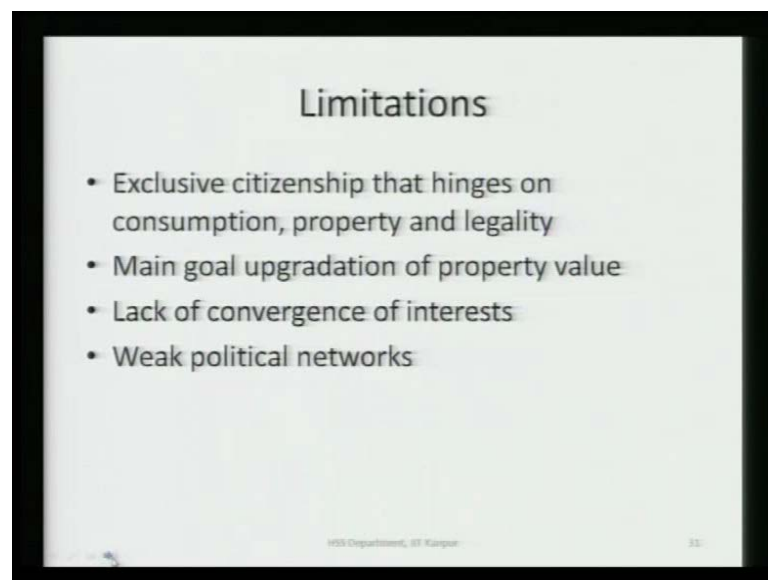 Limitations
• Exclusive citizenship that hinges on
consumption, property and legality
• Main goal upgradation of property value
• Lack of convergence of interests
• Weak political networks
HSS Department, IIT Kanpur